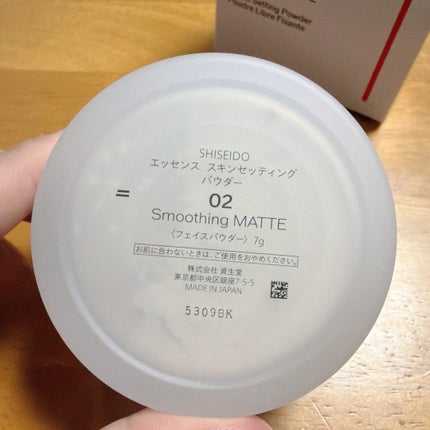 Setting Powder
Poudre Libre Fixante
SHISEIDO
エッセンス スキンセッティング
パウダー
=
02
Smoothing MATTE
〈フェイスパウダー〉7g
お肌に合わないときは、ご使用をおやめください。
株式会社 資生堂
東京都中央区銀座7-5-5
MADE IN JAPAN
5309BK